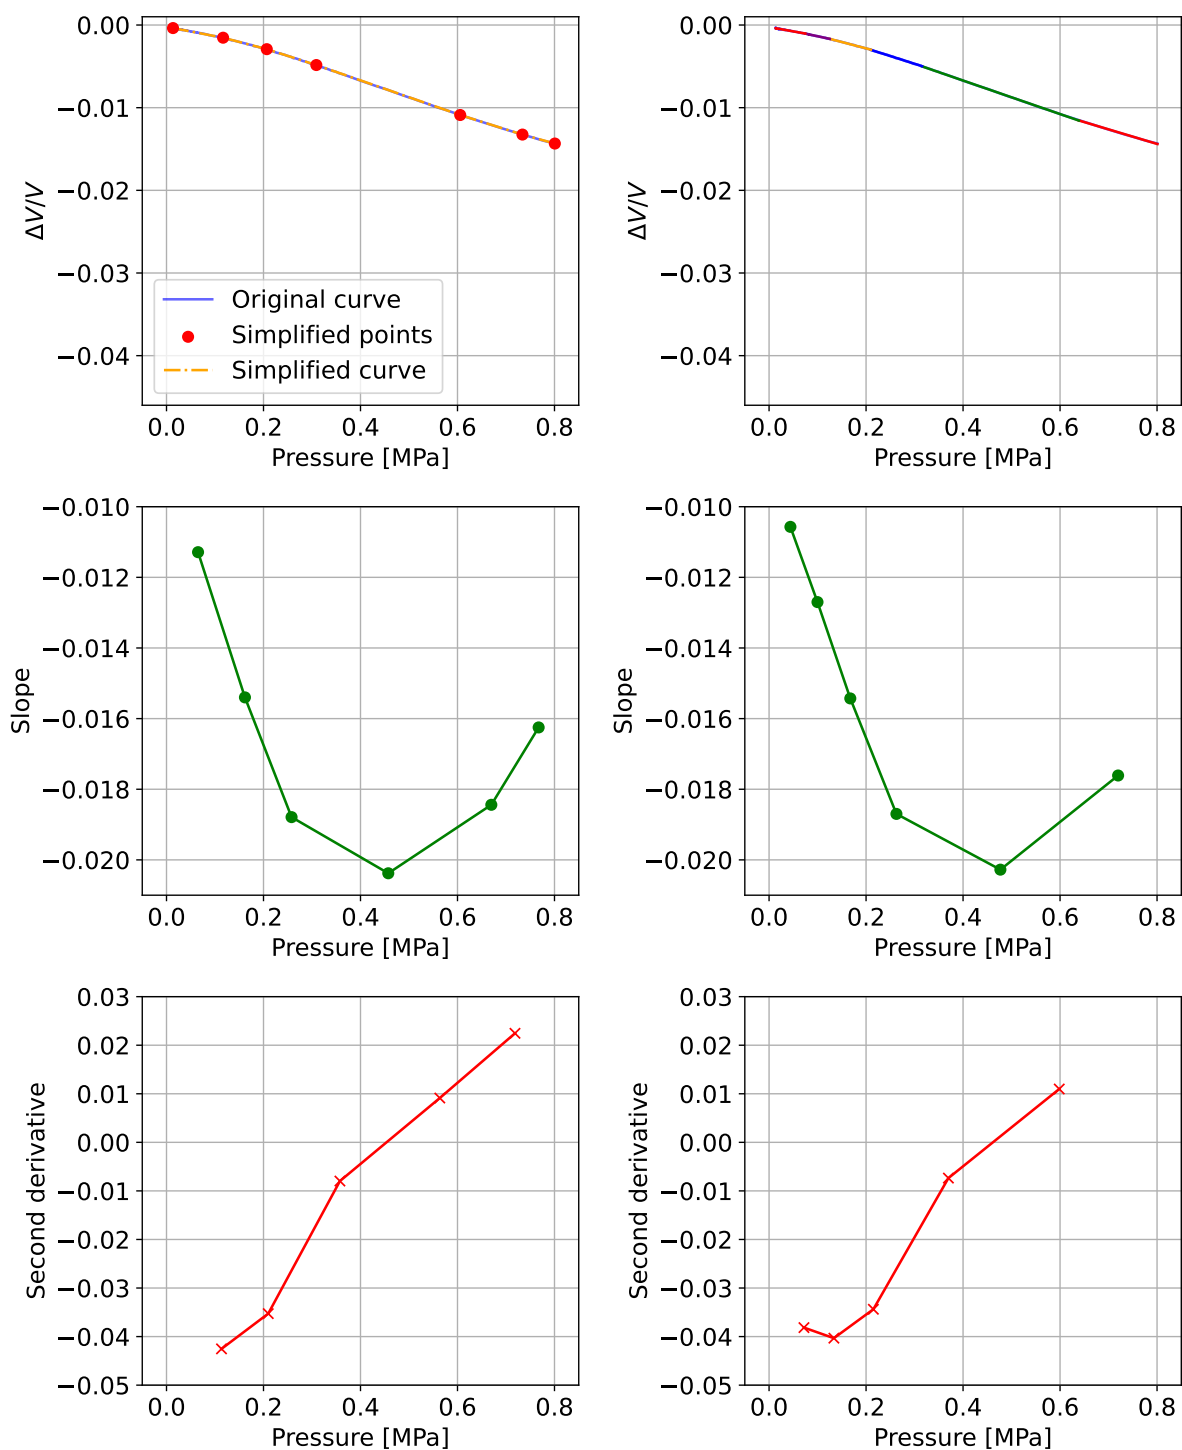 0.00
−0.01
−0.02
−0.03
−0.04
ΔV/V
Original curve
Simplified points
Simplified curve
0.0 0.2 0.4 0.6 0.8
Pressure [MPa]
0.00
−0.01
−0.02
−0.03
−0.04
ΔV/V
0.0 0.2 0.4 0.6 0.8
Pressure [MPa]
−0.010
−0.012
−0.014
−0.016
−0.018
−0.020
Slope
0.0 0.2 0.4 0.6 0.8
Pressure [MPa]
−0.010
−0.012
−0.014
−0.016
−0.018
−0.020
Slope
0.0 0.2 0.4 0.6 0.8
Pressure [MPa]
0.03
0.02
0.01
0.00
−0.01
−0.02
−0.03
−0.04
−0.05
Second derivative
0.0 0.2 0.4 0.6 0.8
Pressure [MPa]
0.03
0.02
0.01
0.00
−0.01
−0.02
−0.03
−0.04
−0.05
Second derivative
0.0 0.2 0.4 0.6 0.8
Pressure [MPa]